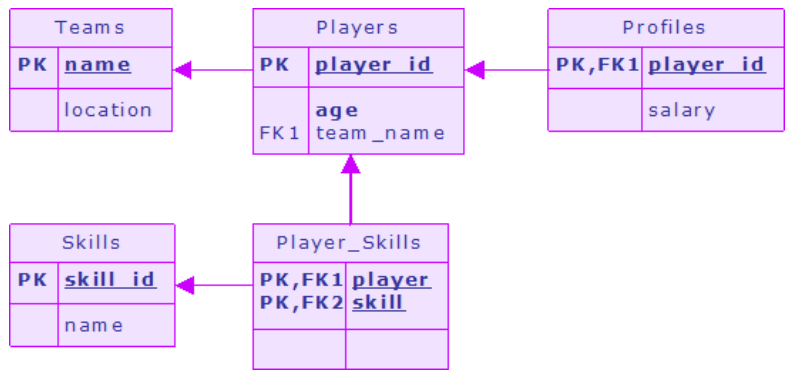 Teams
PK name
location
Players
PK player_id
age
FK1 team_name
Profiles
PK,FK1 player_id
salary
Skills
PK skill_id
name
Player_Skills
PK,FK1 player
PK,FK2 skill